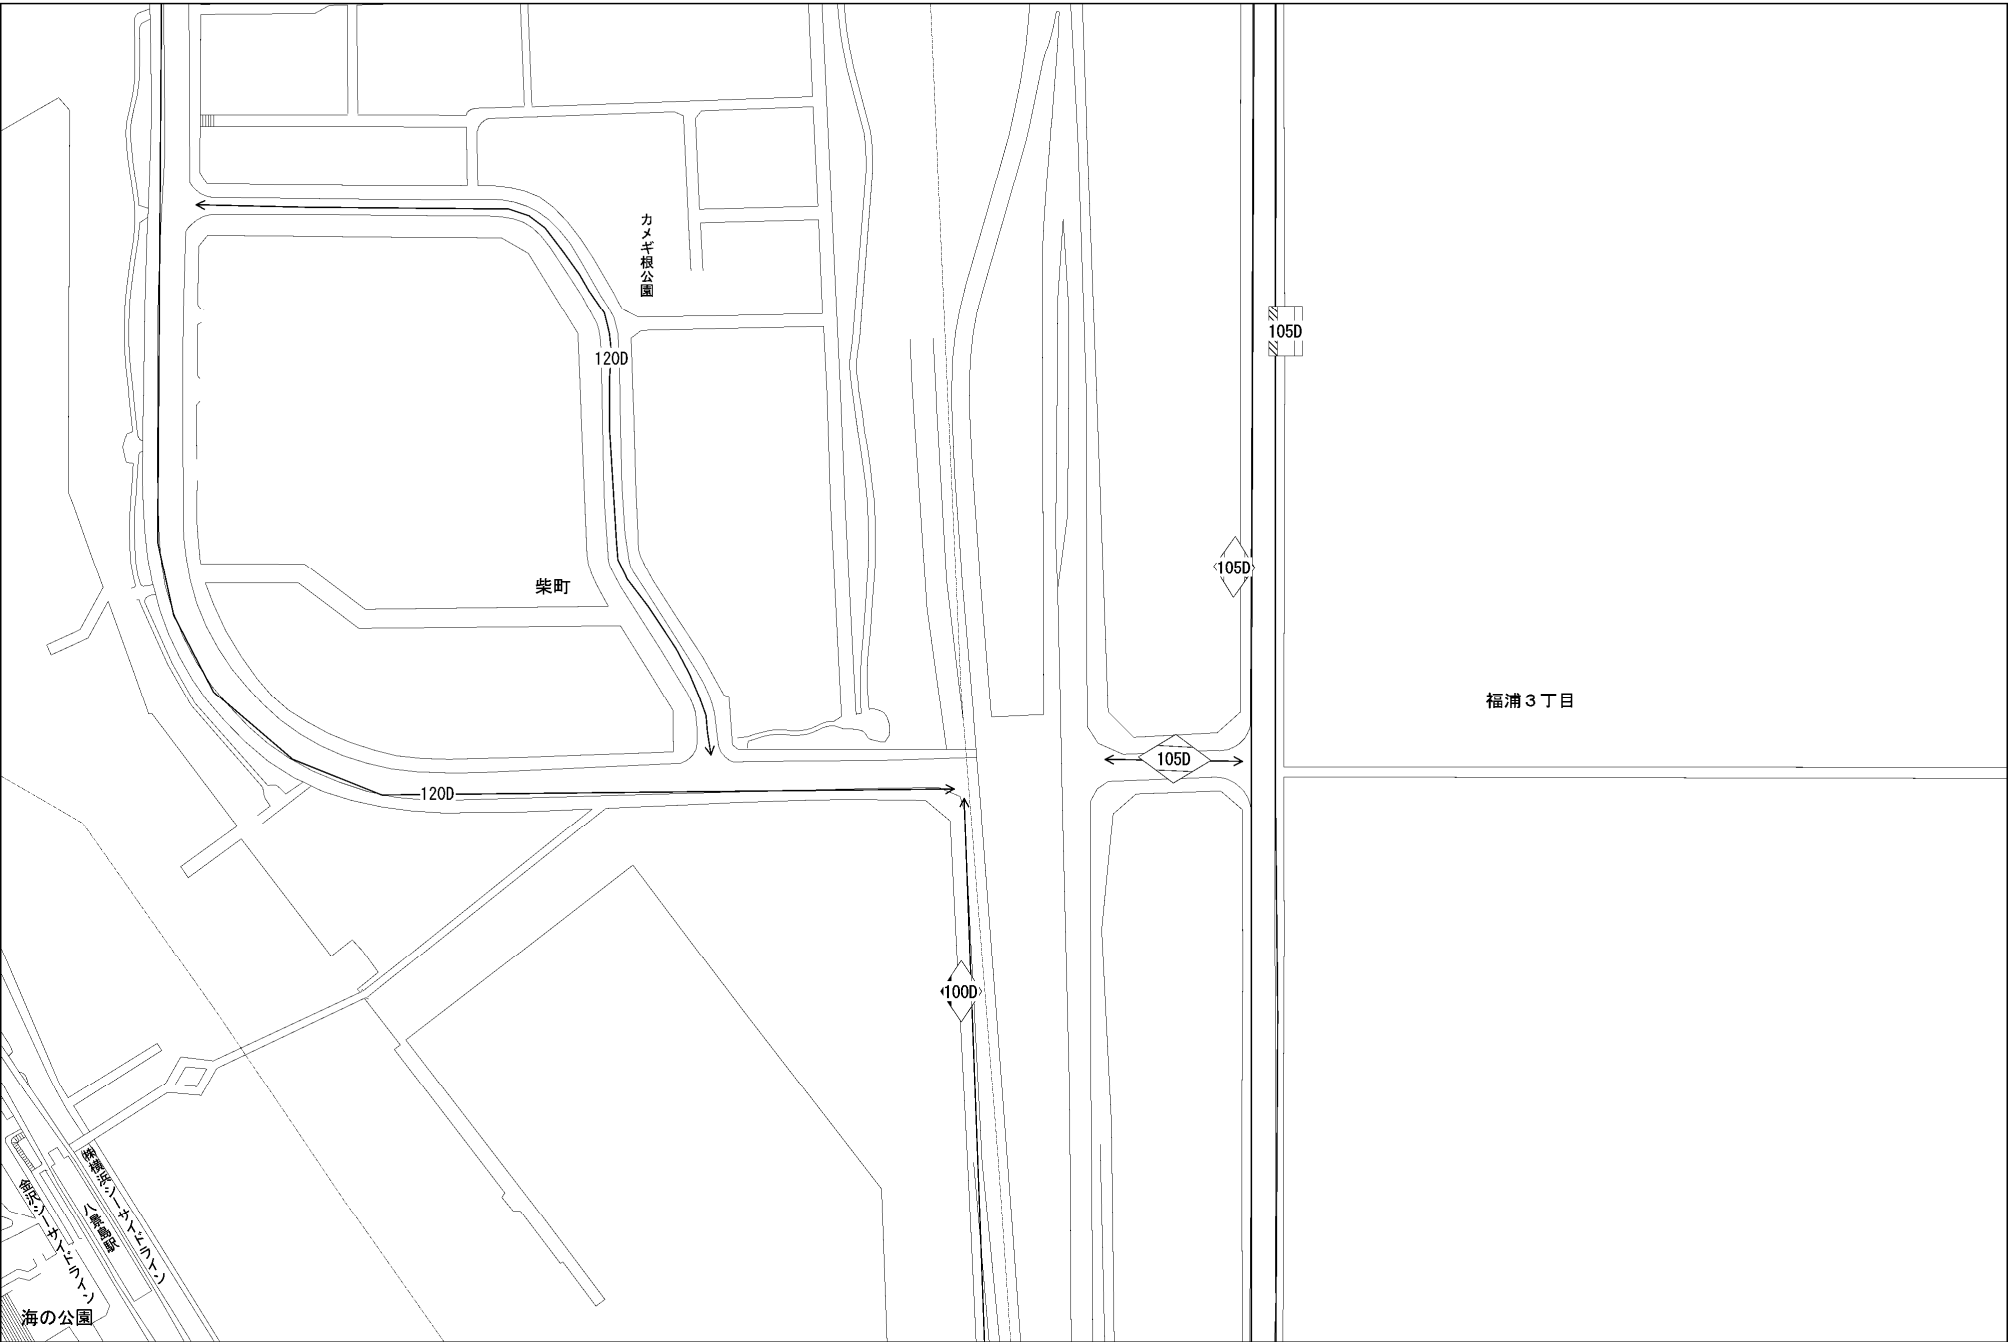 カメギ根公園
120D
105D
105D
柴町
福浦３丁目
105D
120D
100D
㈱横浜シーサイドライン
八景島駅
金沢シーサイドライン
海の公園